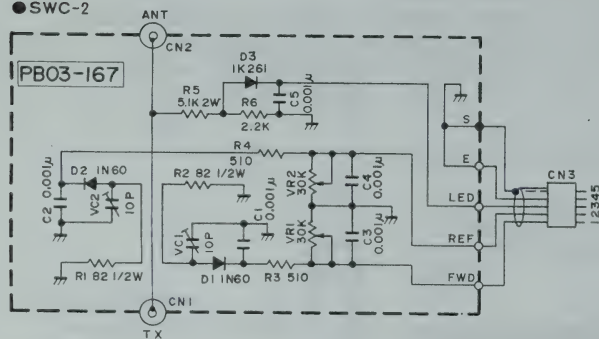 ●SWC-2
ANT
CN2
PB03-167
D3
1K261
R5
5.1K 2W
R6
2.2K
C5
0.001μ
S
E
LED
REF
FWD
CN3
12345
R4
510
D2 1N60
C2 0.001μ
VC2
10P
R1 82 1/2W
R2 82 1/2W
VC1
10P
C1
0.001μ
D1 1N60
R3 510
VR2
30K
VR1
30K
C4
0.001μ
C3
0.001μ
CN1
TX